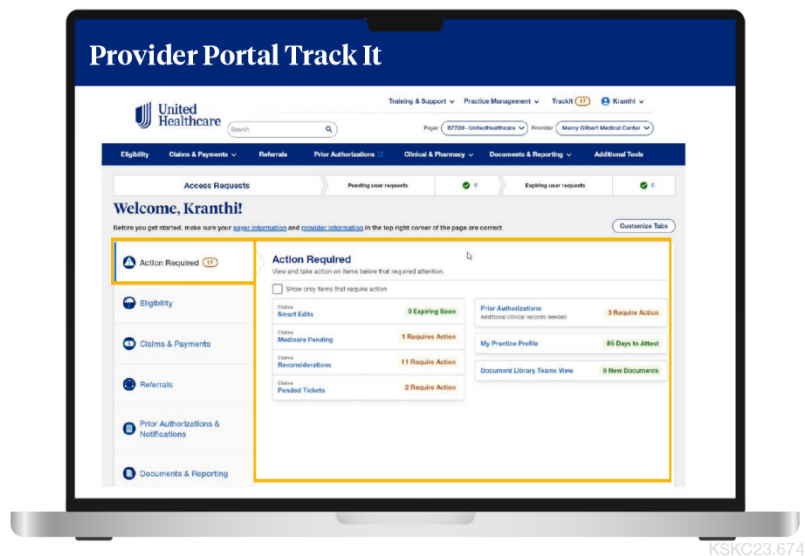 Provider Portal Track It
Training & Support Practice Management TrackIt 17 Kranthi
United
Healthcare
Search
Payer 87726 - UnitedHealthcare Provider Mercy Gilbert Medical Center
Eligibility Claims & Payments Referrals Prior Authorizations Clinical & Pharmacy Documents & Reporting Additional Tools
Access Requests Pending user requests 0 Expiring user requests 0
Welcome, Kranthi!
Before you get started, make sure your payer information and provider information in the top right corner of the page are correct.
Customize Tabs
Action Required 17
Eligibility
Claims & Payments
Referrals
Prior Authorizations &
Notifications
Documents & Reporting
Action Required
View and take action on items below that required attention.
Show only items that require action
Claims
Smart Edits 0 Expiring Soon
Claims
Medicare Pending 1 Requires Action
Claims
Reconsiderations 11 Require Action
Claims
Pended Tickets 2 Require Action
Prior Authorizations
Additional clinical records needed 3 Require Action
My Practice Profile 85 Days to Attest
Document Library Teams View 0 New Documents
KSKC23.674